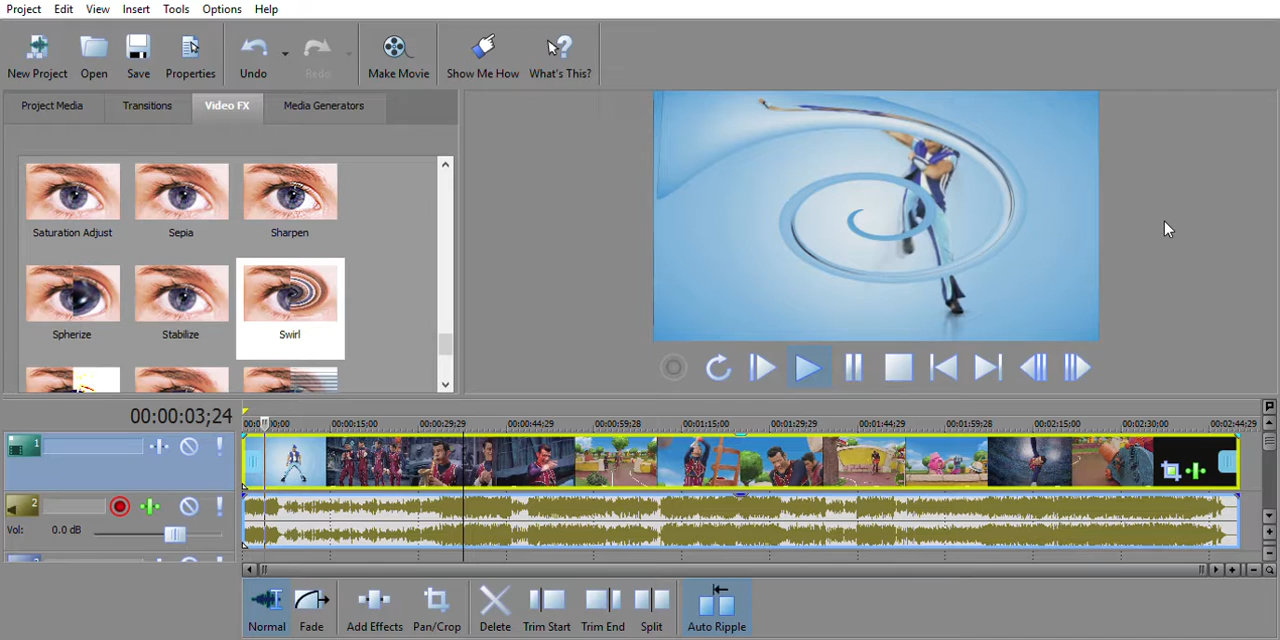 Project Edit View Insert Tools Options Help
New Project Open Save Properties Undo Redo Make Movie Show Me How What's This?
Project Media Transitions Video FX Media Generators
Saturation Adjust Sepia Sharpen
Spherize Stabilize Swirl
00:00:03;24
00:00:15;00 00:00:29;29 00:00:44;29 00:00:59;28 00:01:15;00 00:01:29;29 00:01:44;29 00:01:59;28 00:02:15;00 00:02:30;00 00:02:44;29
1
2
Vol: 0.0 dB
Normal Fade Add Effects Pan/Crop Delete Trim Start Trim End Split Auto Ripple